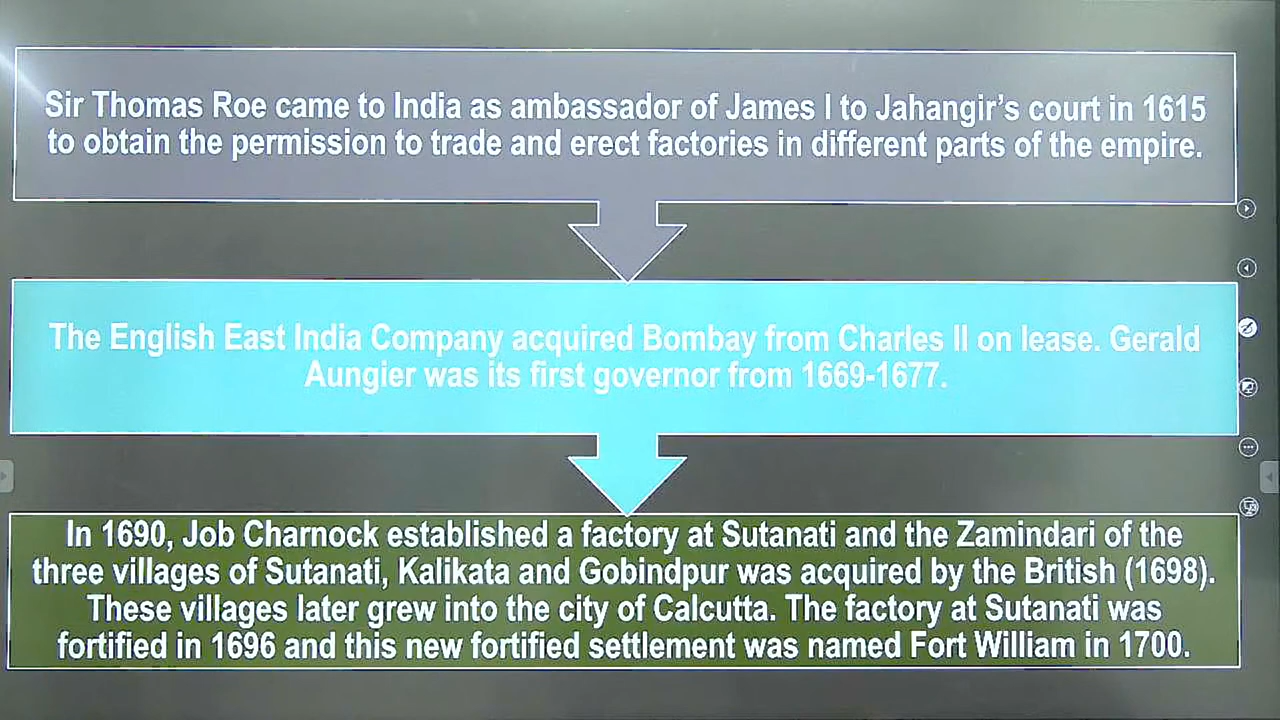 Sir Thomas Roe came to India as ambassador of James I to Jahangir's court in 1615
to obtain the permission to trade and erect factories in different parts of the empire.
The English East India Company acquired Bombay from Charles II on lease. Gerald
Aungier was its first governor from 1669-1677.
In 1690, Job Charnock established a factory at Sutanati and the Zamindari of the
three villages of Sutanati, Kalikata and Gobindpur was acquired by the British (1698).
These villages later grew into the city of Calcutta. The factory at Sutanati was
fortified in 1696 and this new fortified settlement was named Fort William in 1700.